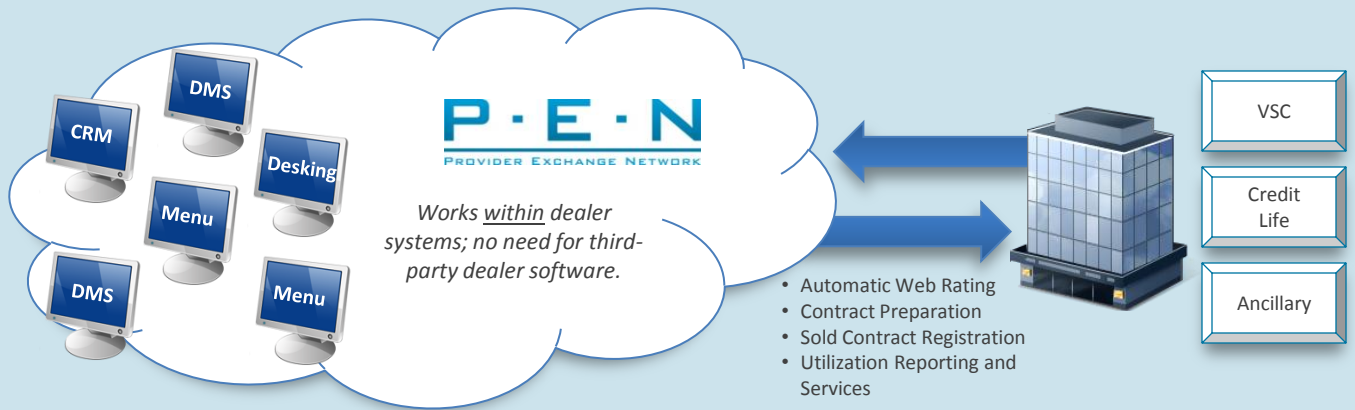 DMS
CRM
Desking
Menu
DMS
Menu
P·E·N
PROVIDER EXCHANGE NETWORK
Works within dealer
systems; no need for third-
party dealer software.
• Automatic Web Rating
• Contract Preparation
• Sold Contract Registration
• Utilization Reporting and
Services
VSC
Credit
Life
Ancillary